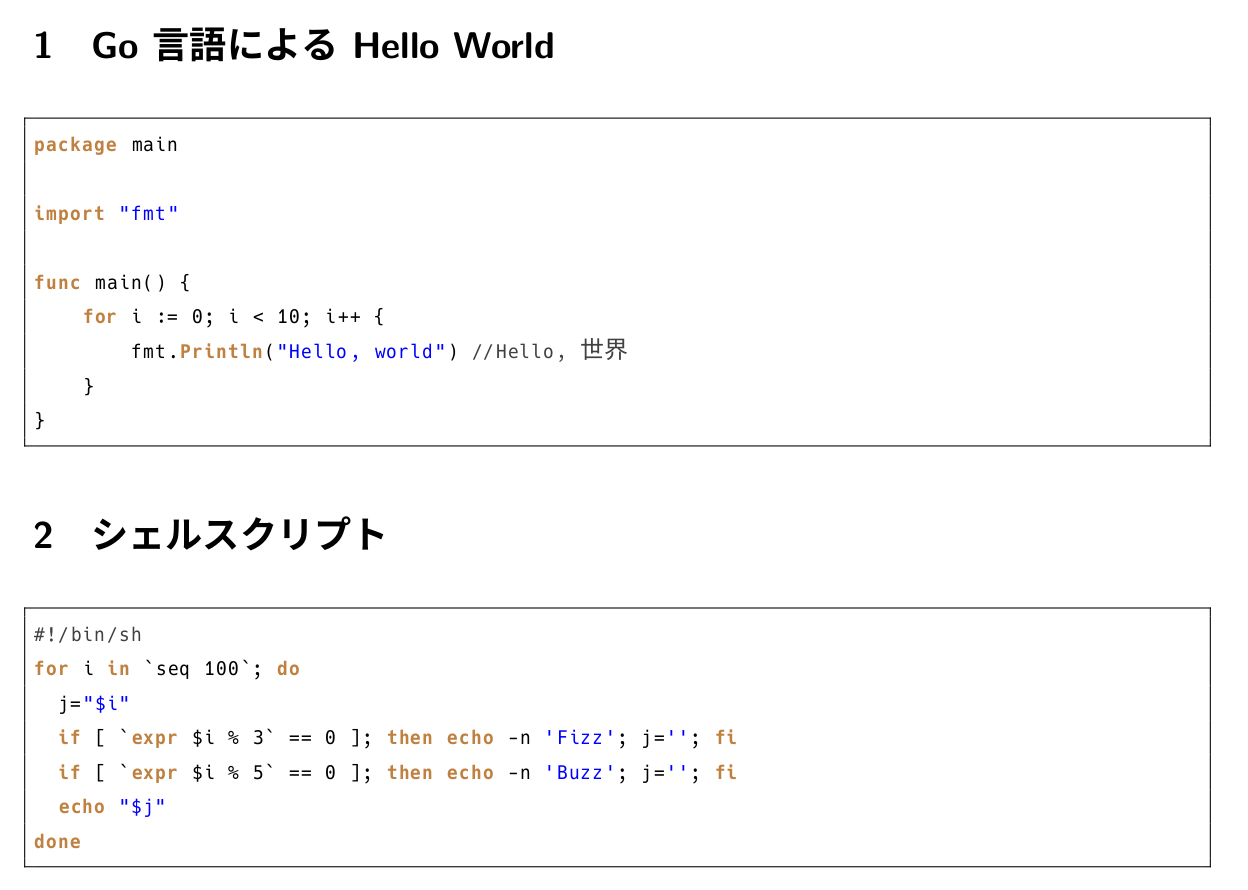 1 Go 言語による Hello World
package main

import "fmt"

func main() {
    for i := 0; i < 10; i++ {
        fmt.Println("Hello, world") //Hello, 世界
    }
}
2 シェルスクリプト
#!/bin/sh
for i in `seq 100`; do
  j="$i"
  if [ `expr $i % 3` == 0 ]; then echo -n 'Fizz'; j=''; fi
  if [ `expr $i % 5` == 0 ]; then echo -n 'Buzz'; j=''; fi
  echo "$j"
done